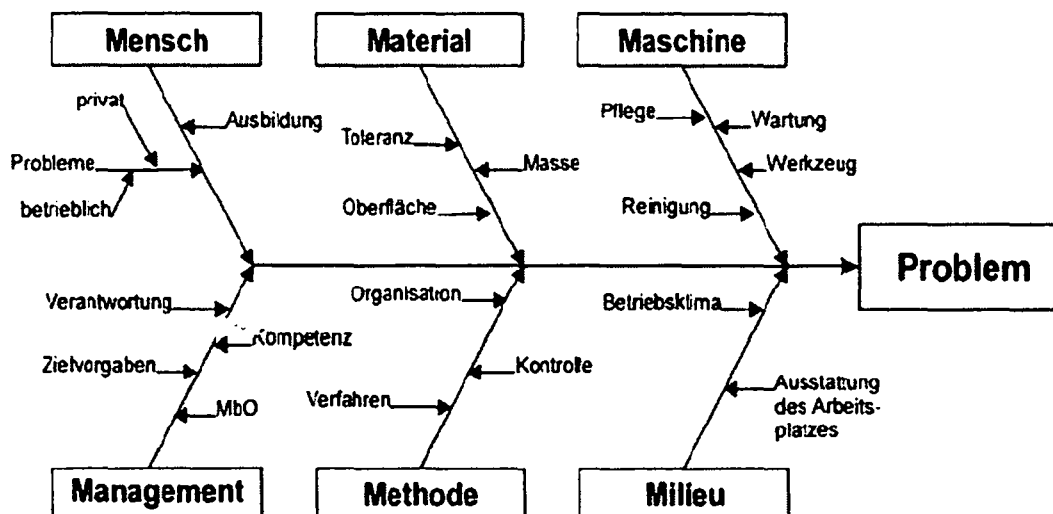 Mensch
Material
Maschine
privat
Ausbildung
Probleme
betrieblich
Toleranz
Masse
Oberfläche
Pflege
Wartung
Werkzeug
Reinigung
Problem
Verantwortung
Kompetenz
Zielvorgaben
MbO
Organisation
Kontrolle
Verfahren
Betriebsklima
Ausstattung
des Arbeits-
platzes
Management
Methode
Milieu